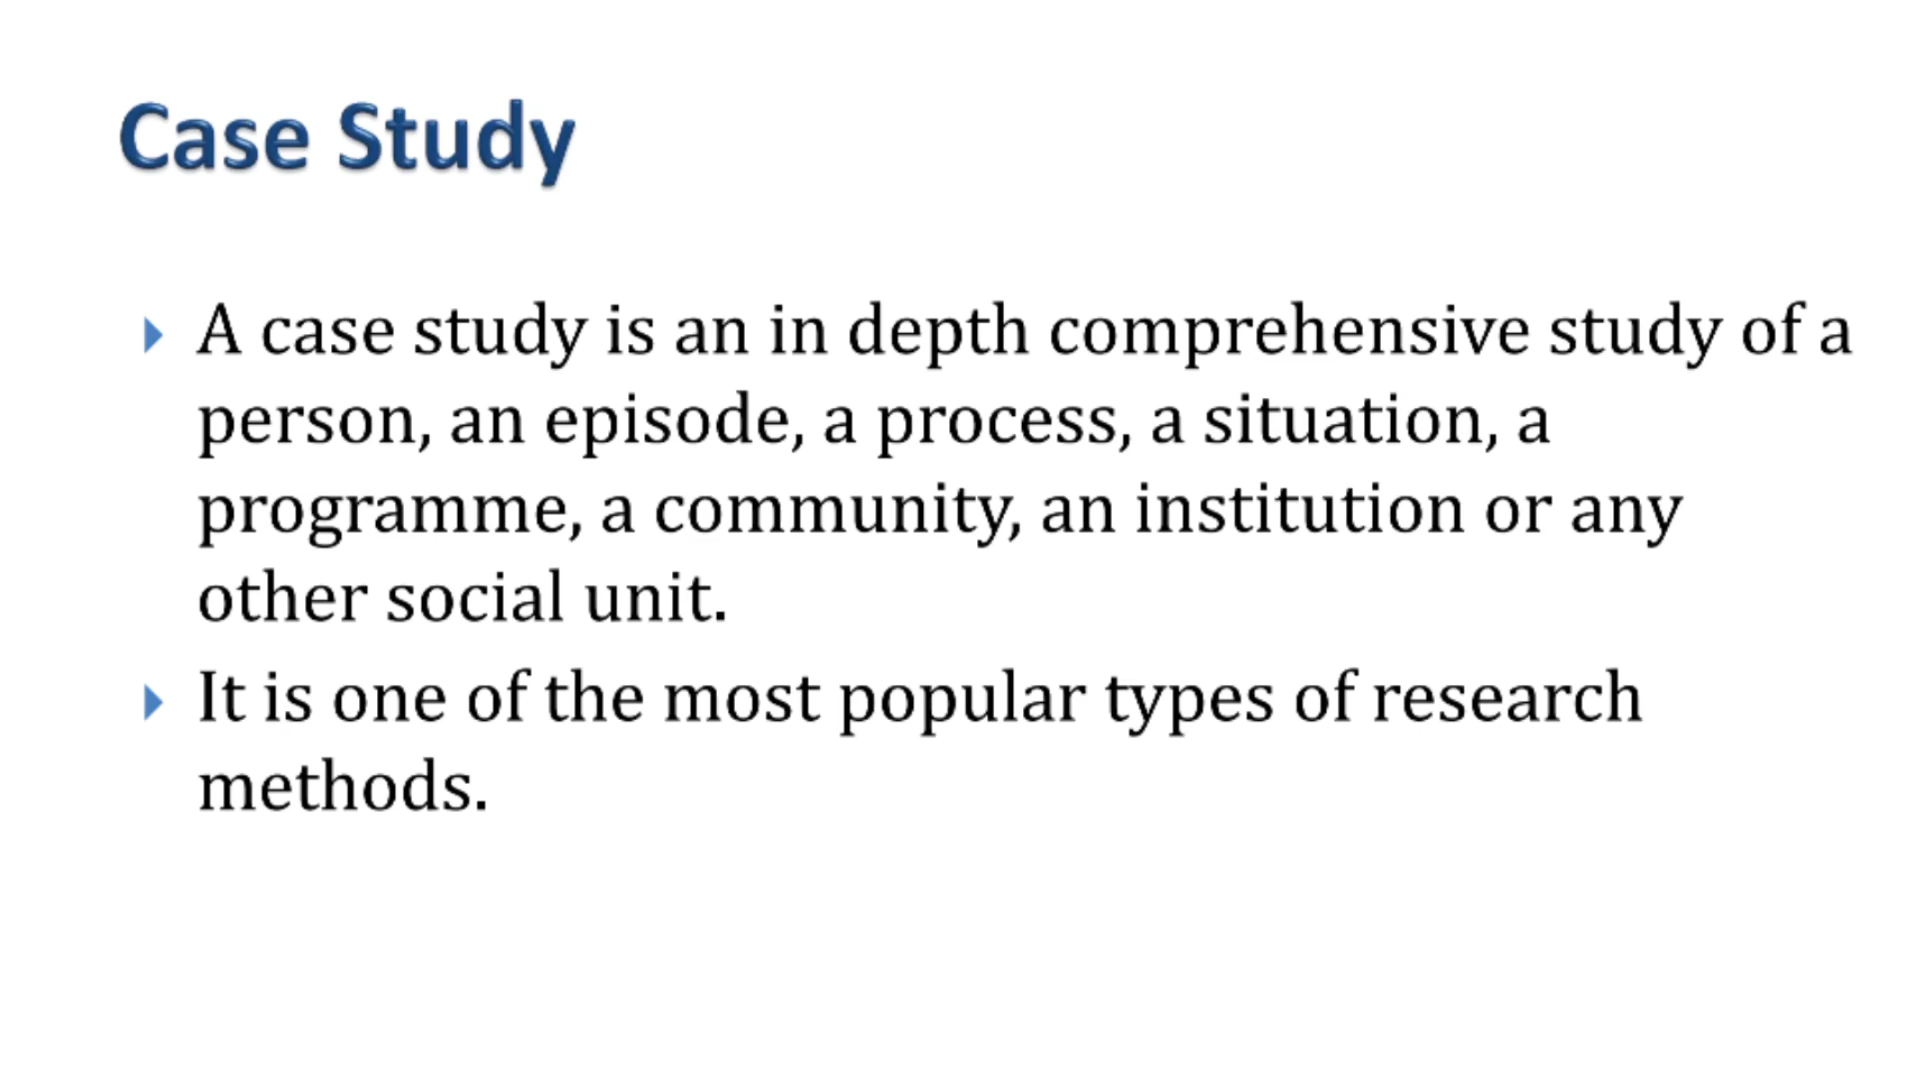 Case Study
A case study is an in depth comprehensive study of a
person, an episode, a process, a situation, a
programme, a community, an institution or any
other social unit.
It is one of the most popular types of research
methods.